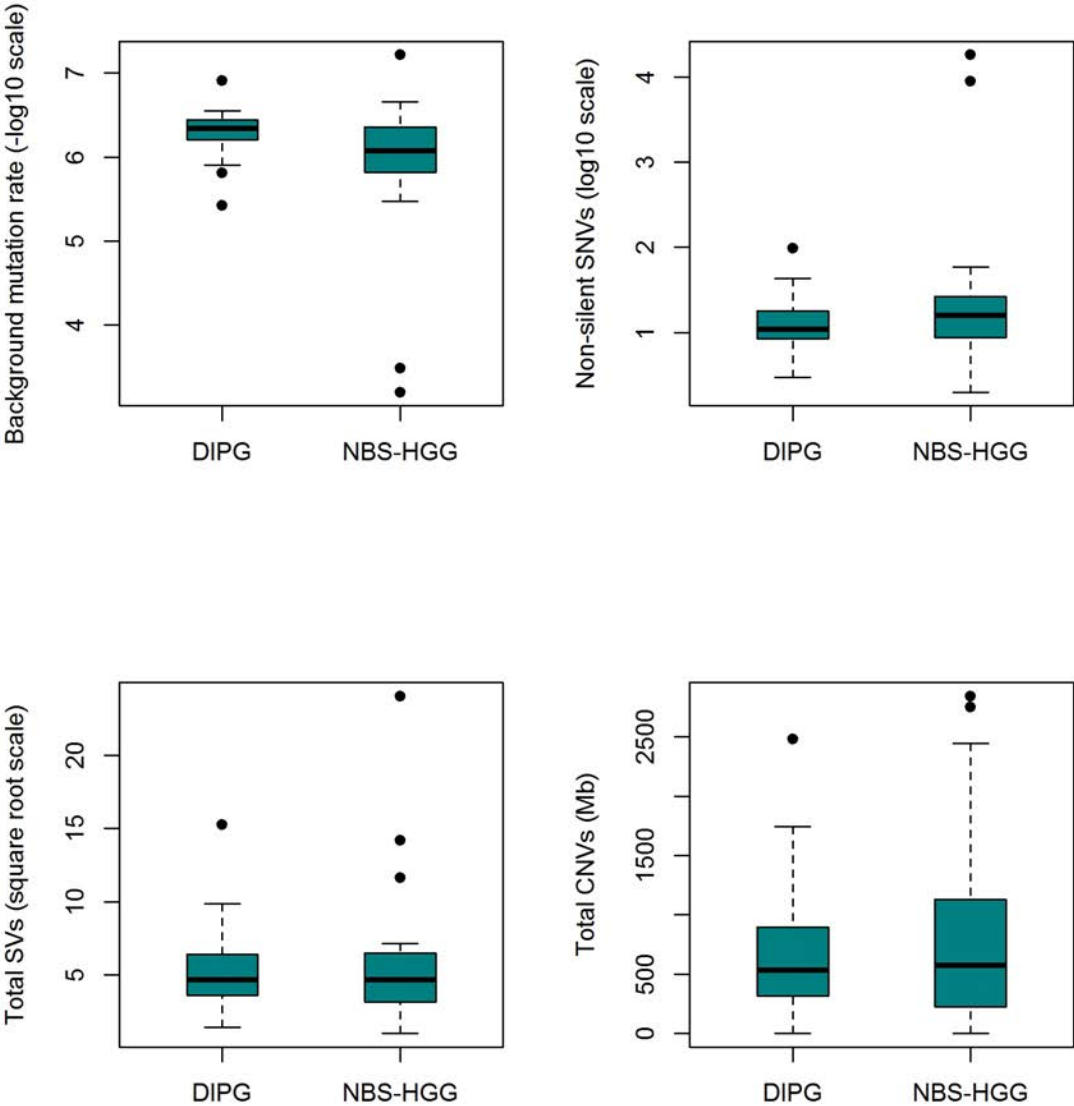 Background mutation rate (-log10 scale)
7
6
5
4
DIPG
NBS-HGG
Non-silent SNVs (log10 scale)
4
3
2
1
DIPG
NBS-HGG
Total SVs (square root scale)
20
15
10
5
DIPG
NBS-HGG
Total CNVs (Mb)
2500
1500
500
0
DIPG
NBS-HGG